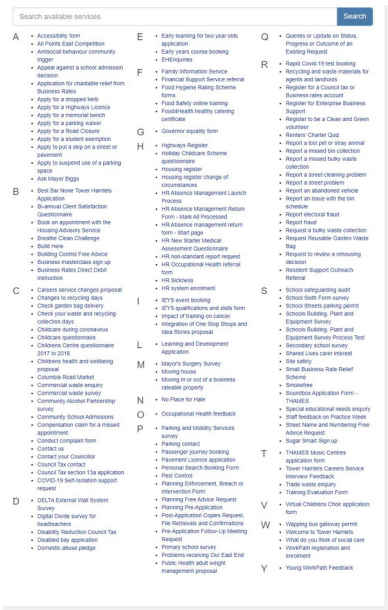 Search available services
Search
A
Accessibility form
All Points East Competition
Antisocial behaviour community
trigger
Appeal against a school admission
decision
Application for charitable relief from
Business Rates
Apply for a dropped kerb
Apply for a Highways Licence
Apply for a memorial bench
Apply for a parking waiver
Apply for a Road Closure
Apply for a student exemption
Apply to put a skip on a street or
pavement
Apply to suspend use of a parking
space
Ask Mayor Biggs
B
Best Bar None Tower Hamlets
Application
Bi-annual Client Satisfaction
Questionnaire
Book an appointment with the
Housing Advisory Service
Breathe Clean Challenge
Build Here
Building Control Free Advice
Business masterclass sign up
Business Rates Direct Debit
instruction
C
Careers service changes proposal
Changes to recycling days
Check garden bag delivery
Check your waste and recycling
collection days
Childcare during coronavirus
Childcare questionnaire
Childrens Centre questionnaire
2017 to 2018
Childrens health and wellbeing
proposal
Columbia Road Market
Commercial waste enquiry
Commercial waste survey
Community Alcohol Partnership
survey
Community School Admissions
Compensation claim for a missed
appointment
Conduct complaint form
Contact us
Contact your Councillor
Council Tax contact
Council Tax section 13a application
COVID-19 Self-isolation support
request
D
DELTA External Wall System
Survey
Digital Divide survey for
headteachers
Disability Reduction Council Tax
Disabled bay application
Domestic abuse pledge
E
Early learning for two year olds
application
Early years course booking
EHEnquiries
F
Family Information Service
Financial Support Service referral
Food Hygiene Rating Scheme
forms
Food Safety online training
Food4Health healthy catering
certificate
G
Governor equality form
H
Highways Register
Holiday Childcare Scheme
questionnaire
Housing register
Housing register change of
circumstances
HR Absence Management Launch
Process
HR Absence Management Return
Form - Mark All Processed
HR Absence management return
form - Start page
HR New Starter Medical
Assessment Questionnaire
HR non-standard report request
HR Occupational Health referral
form
HR Sickness
HR system enrolment
I
IEYS event booking
IEYS qualifications and skills form
Impact of training on cancer
Integration of One Stop Shops and
Idea Stores proposal
L
Learning and Development
Application
M
Mayor's Surgery Survey
Moving house
Moving in or out of a business
rateable property
N
No Place for Hate
O
Occupational Health feedback
P
Parking and Mobility Services
survey
Parking contact
Passenger journey booking
Pavement Licence application
Personal Search Booking Form
Pest Control
Planning Enforcement, Breach or
Intervention Form
Planning Free Advice Request
Planning Pre-Application
Post-Application Copies Request,
File Retrievals and Confirmations
Pre-Application Follow-Up Meeting
Request
Primary school survey
Problems receiving Our East End
Public Health adult weight
management proposal
Q
Queries or Update on Status,
Progress or Outcome of an
Existing Request
R
Rapid Covid-19 test booking
Recycling and waste materials for
agents and landlords
Register for a Council tax or
Business rates account
Register for Enterprise Business
Support
Register to be a Clean and Green
volunteer
Renters' Charter Quiz
Report a lost pet or stray animal
Report a missed bin collection
Report a missed bulky waste
collection
Report a street cleaning problem
Report a street problem
Report an abandoned vehicle
Report an issue with the bin
schedule
Report electoral fraud
Report fraud
Request a bulky waste collection
Request Reusable Garden Waste
Bag
Request to review a rehousing
decision
Resident Support Outreach
Referral
S
School safeguarding audit
School Sixth Form survey
School Streets parking permit
Schools Building, Plant and
Equipment Survey
Schools Building, Plant and
Equipment Survey Process Test
Secondary school survey
Shared Lives carer interest
Site safety
Small Business Rate Relief
Scheme
Smokefree
Soundbox Application Form -
THAMES
Special educational needs enquiry
Staff feedback on Practice Week
Street Name and Numbering Free
Advice Request
Sugar Smart Sign up
T
THAMES Music Centres
application form
Tower Hamlets Careers Service
Interview Feedback
Trade waste enquiry
Training Evaluation Form
V
Virtual Childrens Choir application
form
W
Wapping bus gateway permit
Welcome to Tower Hamlets
What do you think of social care
WorkPath registration and
enrolment
Y
Young WorkPath Feedback